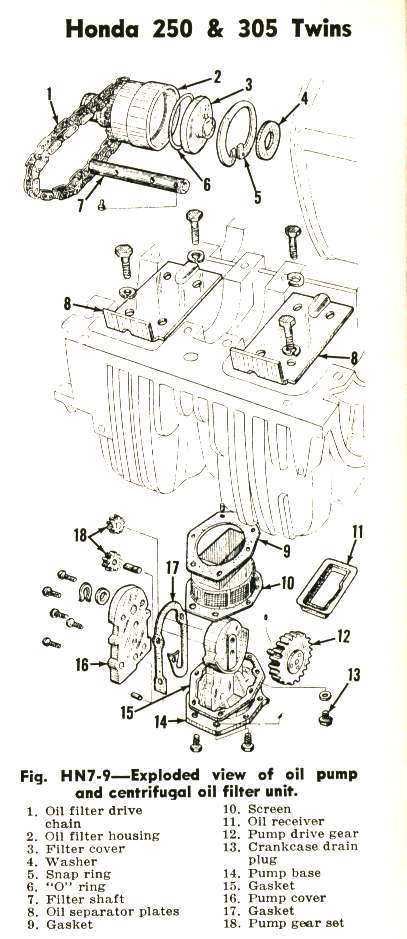 Honda 250 & 305 Twins
1
2
3
4
5
6
7
8
8
18
17
9
10
11
12
13
16
15
14
Fig. HN7-9—Exploded view of oil pump
and centrifugal oil filter unit.
1. Oil filter drive
chain
2. Oil filter housing
3. Filter cover
4. Washer
5. Snap ring
6. "O" ring
7. Filter shaft
8. Oil separator plates
9. Gasket
10. Screen
11. Oil receiver
12. Pump drive gear
13. Crankcase drain
plug
14. Pump base
15. Gasket
16. Pump cover
17. Gasket
18. Pump gear set